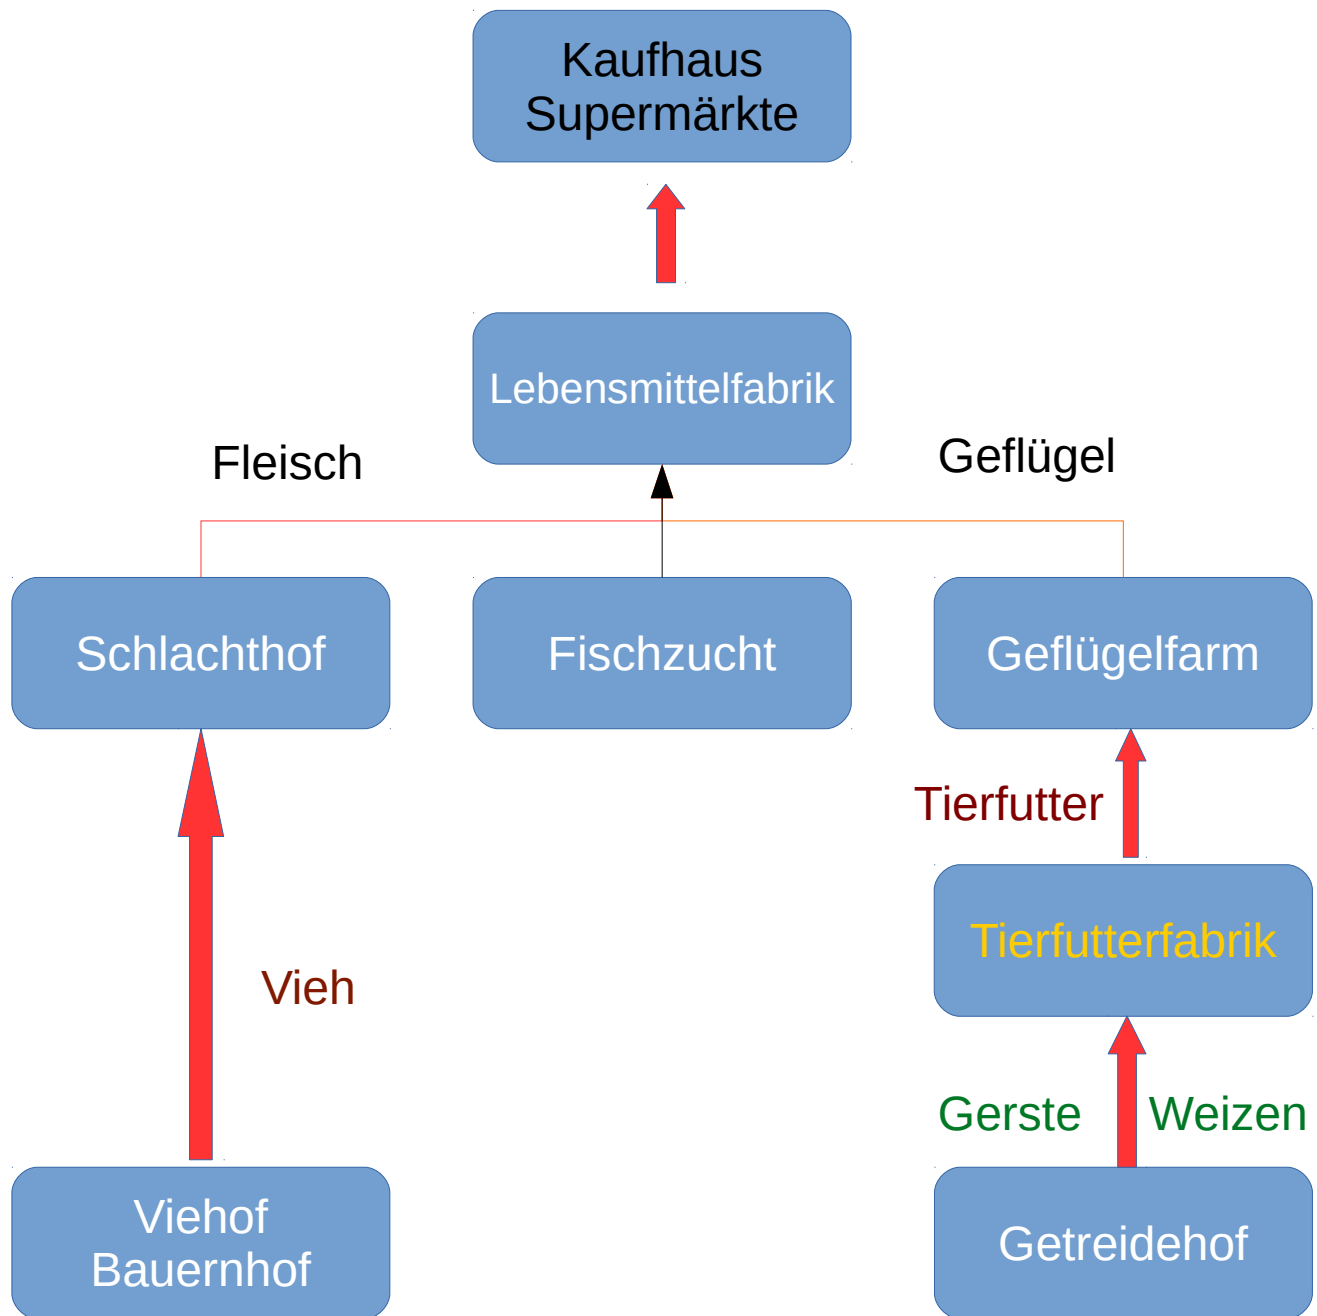 Kaufhaus
Supermärkte
Lebensmittelfabrik
Fleisch
Geflügel
Schlachthof
Fischzucht
Geflügelfarm
Tierfutter
Tierfutterfabrik
Vieh
Gerste
Weizen
Viehof
Bauernhof
Getreidehof